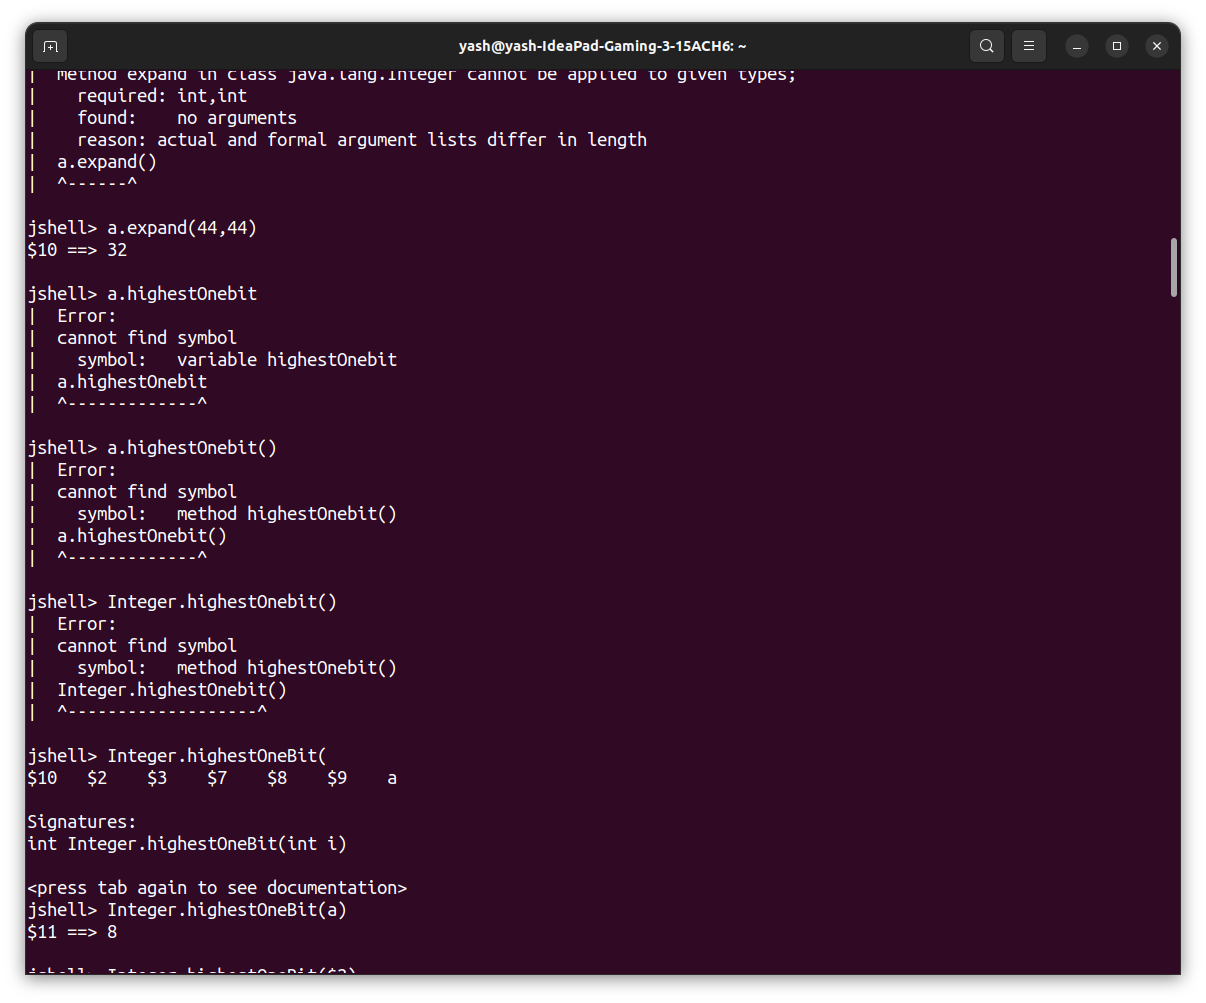 yash@yash-IdeaPad-Gaming-3-15ACH6: ~
|  method expand in class java.lang.Integer cannot be applied to given types;
|    required: int,int
|    found:    no arguments
|    reason: actual and formal argument lists differ in length
|  a.expand()
|  ^------^
jshell> a.expand(44,44)
$10 ==> 32
jshell> a.highestOnebit
|  Error:
|  cannot find symbol
|    symbol:   variable highestOnebit
|  a.highestOnebit
|  ^-------------^
jshell> a.highestOnebit()
|  Error:
|  cannot find symbol
|    symbol:   method highestOnebit()
|  a.highestOnebit()
|  ^-------------^
jshell> Integer.highestOnebit()
|  Error:
|  cannot find symbol
|    symbol:   method highestOnebit()
|  Integer.highestOnebit()
|  ^-------------------^
jshell> Integer.highestOneBit(
$10   $2    $3    $7    $8    $9    a
Signatures:
int Integer.highestOneBit(int i)
<press tab again to see documentation>
jshell> Integer.highestOneBit(a)
$11 ==> 8
jshell> Integer.highestOneBit($2)